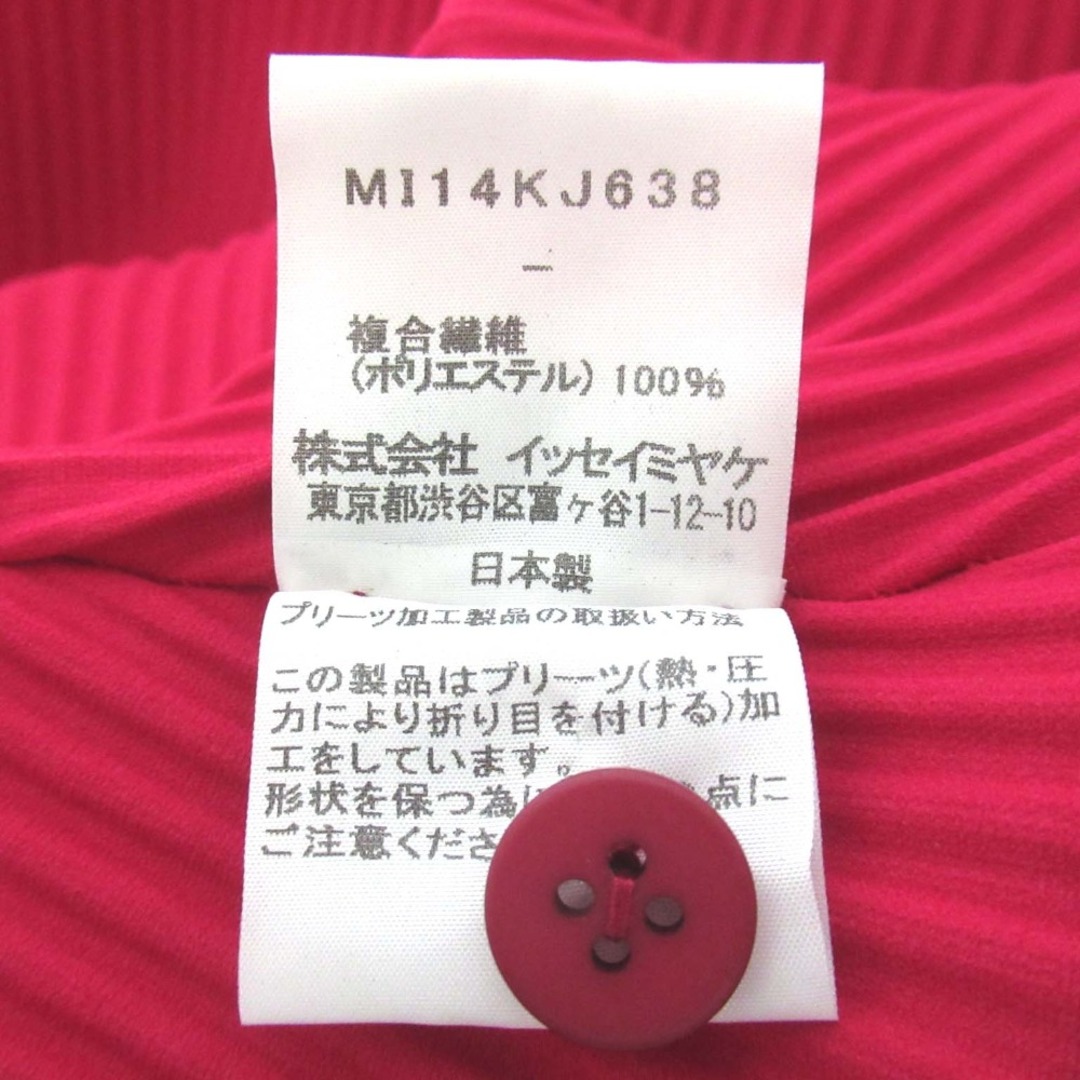 MI14KJ638
—
複合繊維
(ポリエステル) 100%
株式会社 イッセイミヤケ
東京都渋谷区富ヶ谷1-12-10
日本製
プリーツ加工製品の取扱い方法
この製品はプリーツ(熱・圧
力により折り目を付ける)加
工をしています。
形状を保つ為に 点に
ご注意くださ